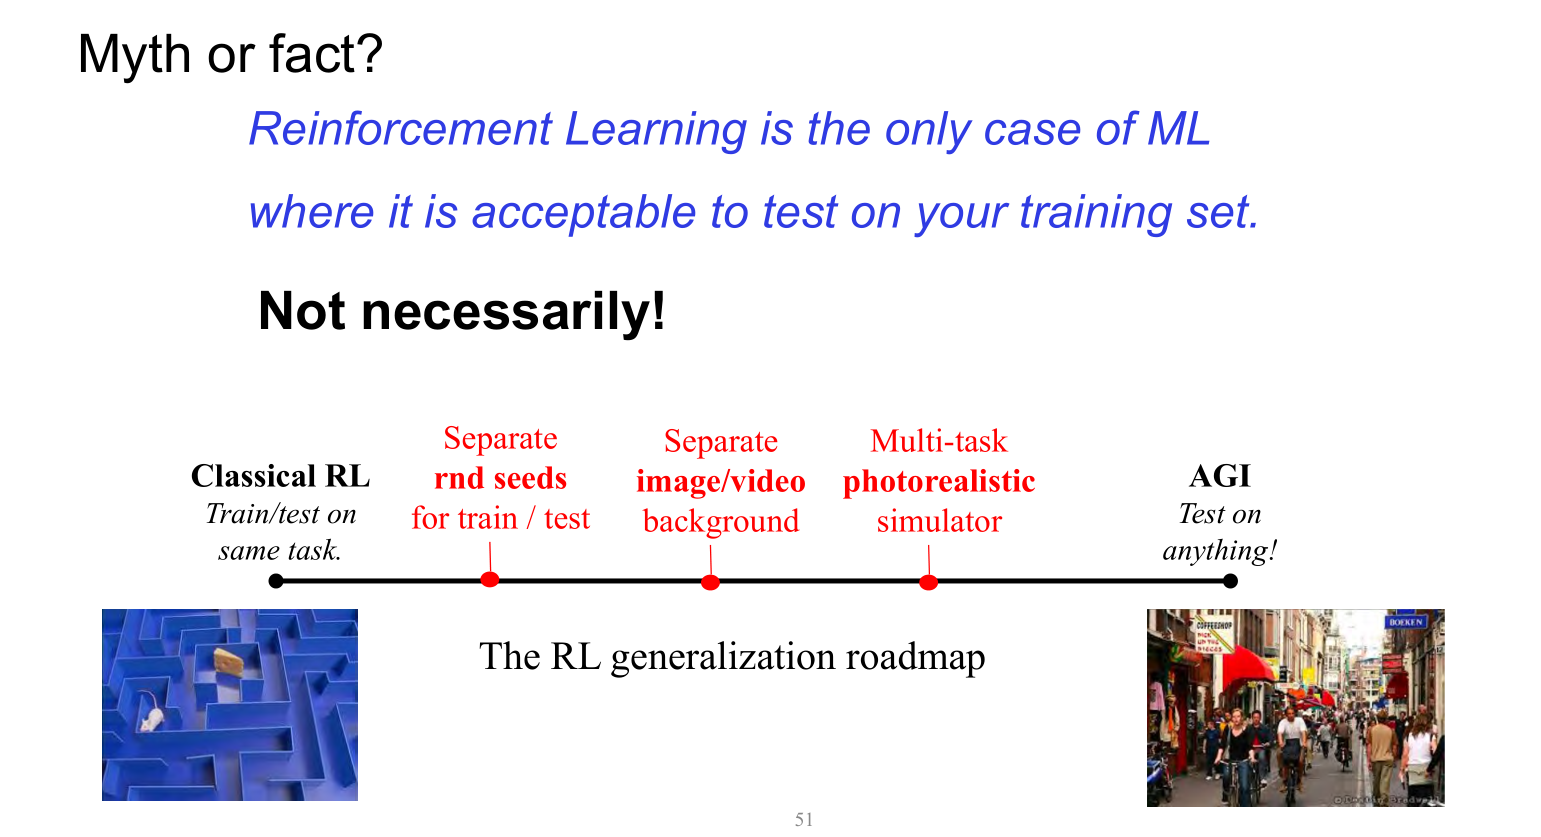 Myth or fact?
Reinforcement Learning is the only case of ML
where it is acceptable to test on your training set.
Not necessarily!
Classical RL
Train/test on
same task.
Separate
rnd seeds
for train / test
Separate
image/video
background
Multi-task
photorealistic
simulator
AGI
Test on
anything!
The RL generalization roadmap
COFFEESHOP
BOEKEN
51